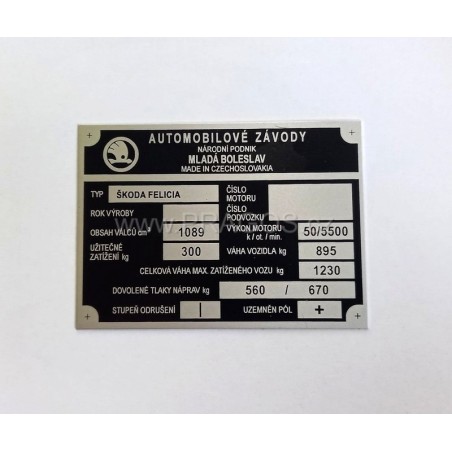 AUTOMOBILOVÉ ZÁVODY
NÁRODNÍ PODNIK
MLADÁ BOLESLAV
MADE IN CZECHOSLOVAKIA
TYP ŠKODA FELICIA ČÍSLO MOTORU
ROK VÝROBY ČÍSLO PODVOZKU
OBSAH VÁLCŮ cm³ 1089 VÝKON MOTORU k / ot. / min. 50/5500
UŽITEČNÉ ZATÍŽENÍ kg 300 VÁHA VOZIDLA kg 895
CELKOVÁ VÁHA MAX. ZATÍŽENÉHO VOZU kg 1230
DOVOLENÉ TLAKY NÁPRAV kg 560 / 670
STUPEŇ ODRUŠENÍ | UZEMNĚN PÓL +